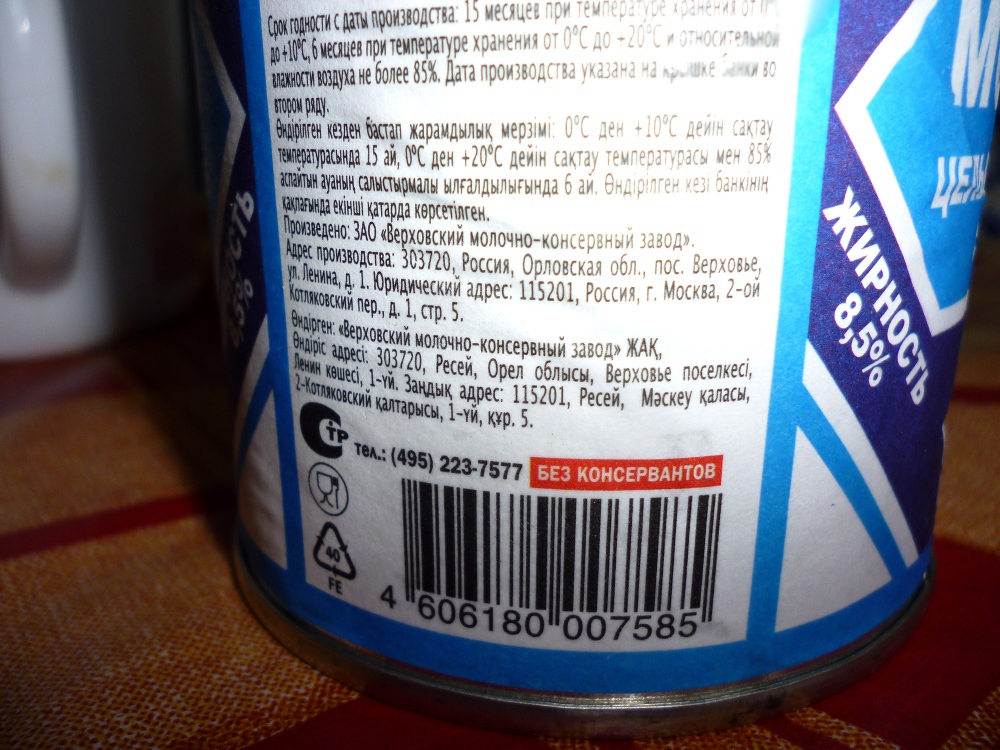 Срок годности с даты производства: 15 месяцев при температуре хранения от 0°C
до +10°C, 6 месяцев при температуре хранения от 0°C до +20°C и относительной
влажности воздуха не более 85%. Дата производства указана на крышке банки во
втором ряду.
Өндірілген кезден бастап жарамдылық мерзімі: 0°C ден +10°C дейін сақтау
температурасында 15 ай, 0°C ден +20°C дейін сақтау температурасы мен 85%
аспайтын ауаның салыстырмалы ылғалдылығында 6 ай. Өндірілген кезі банкінің
қақпағында екінші қатарда көрсетілген.
Произведено: ЗАО «Верховский молочно-консервный завод».
Адрес производства: 303720, Россия, Орловская обл., пос. Верховье,
ул. Ленина, д. 1. Юридический адрес: 115201, Россия, г. Москва, 2-ой
Котляковский пер., д. 1, стр. 5.
Өндірген: «Верховский молочно-консервный завод» ЖАҚ,
Өндіріс адресі: 303720, Ресей, Орел облысы, Верховье поселкесі,
Ленин көшесі, 1-үй. Заңдық адрес: 115201, Ресей, Мәскеу қаласы,
2-Котляковский қалтарысы, 1-үй, құр. 5.
СТР
тел.: (495) 223-7577 БЕЗ КОНСЕРВАНТОВ
40
FE
4 606180 007585
ЖИРНОСТЬ
8,5%